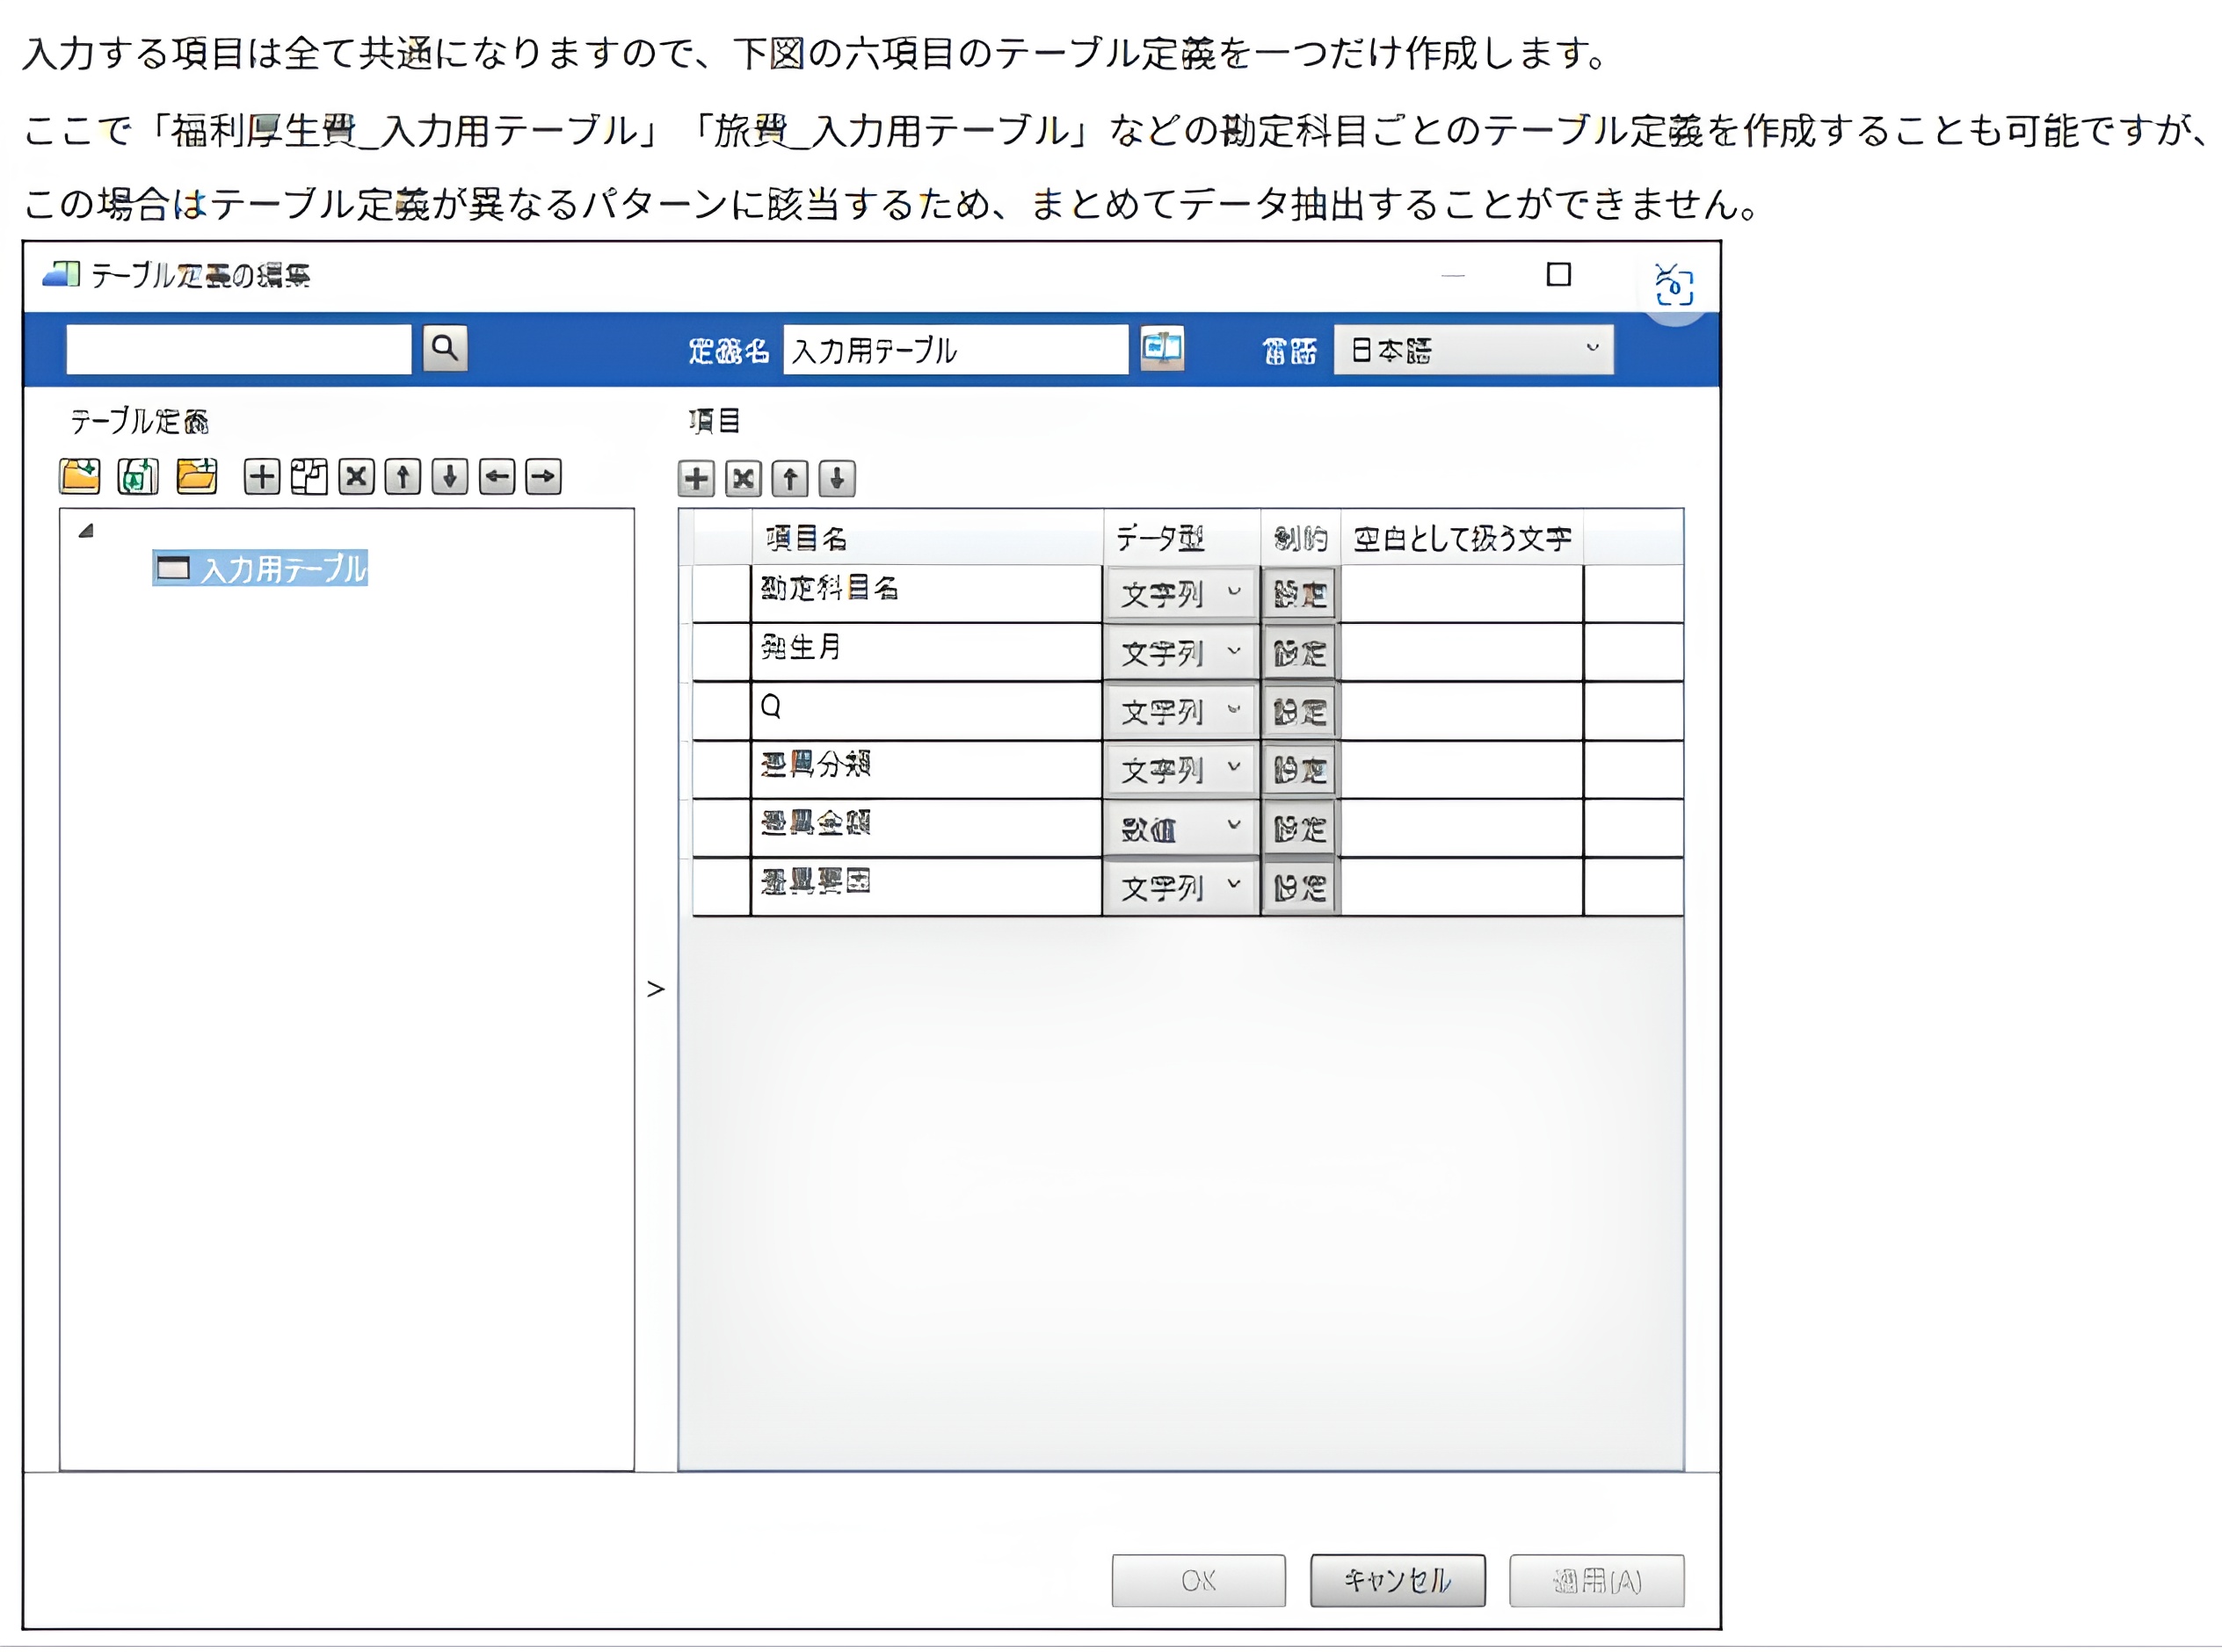 入力する項目は全て共通になりますので、下図の六項目のテーブル定義を一つだけ作成します。
ここで「福利厚生費_入力用テーブル」「旅費_入力用テーブル」などの勘定科目ごとのテーブル定義を作成することも可能ですが、
この場合はテーブル定義が異なるパターンに該当するため、まとめてデータ抽出することができません。
テーブル定義の編集
定義名 入力用テーブル 言語 日本語
テーブル定義 項目
入力用テーブル
項目名 データ型 制約 空白として扱う文字
勘定科目名 文字列 設定
発生月 文字列 設定
Q 文字列 設定
差異分類 文字列 設定
差異金額 数値 設定
差異要因 文字列 設定
OK キャンセル 適用(A)